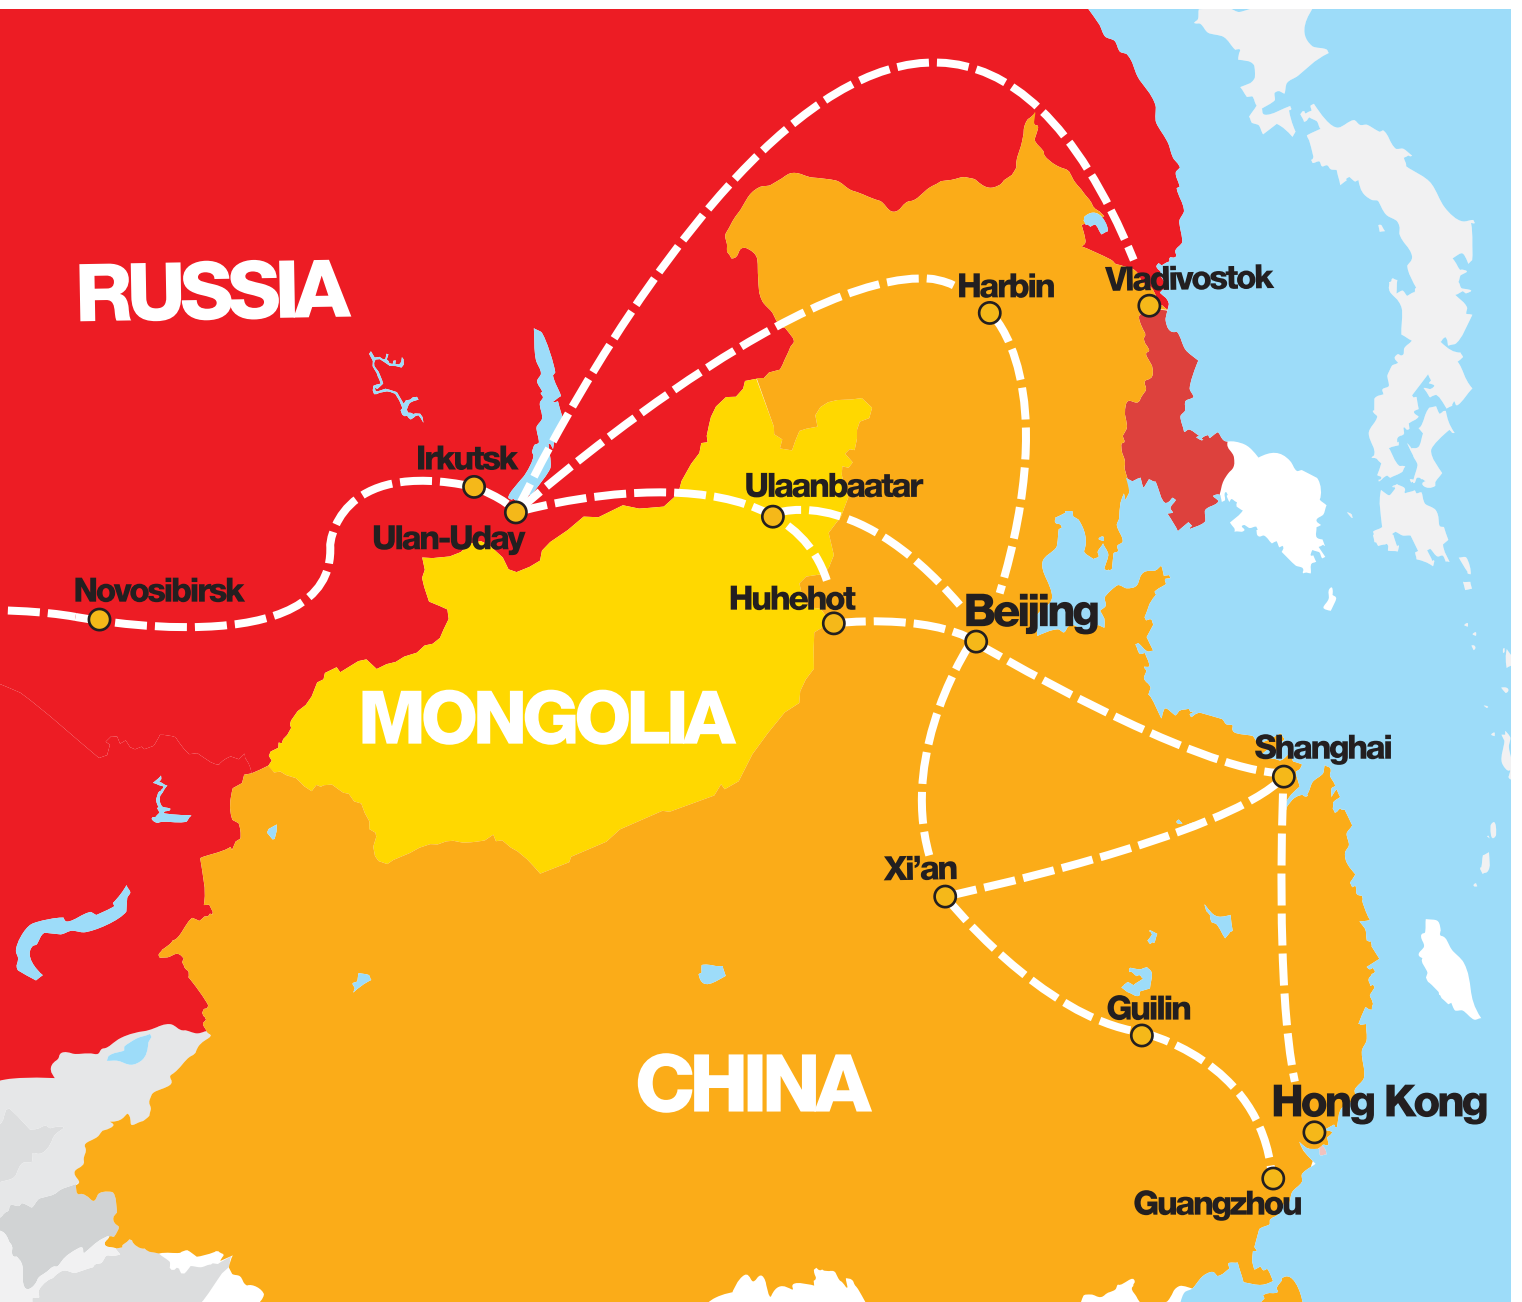 RUSSIA
Harbin
Vladivostok
Irkutsk
Ulaanbaatar
Ulan-Uday
Novosibirsk
Huhehot
Beijing
MONGOLIA
Shanghai
Xi'an
Guilin
CHINA
Hong Kong
Guangzhou